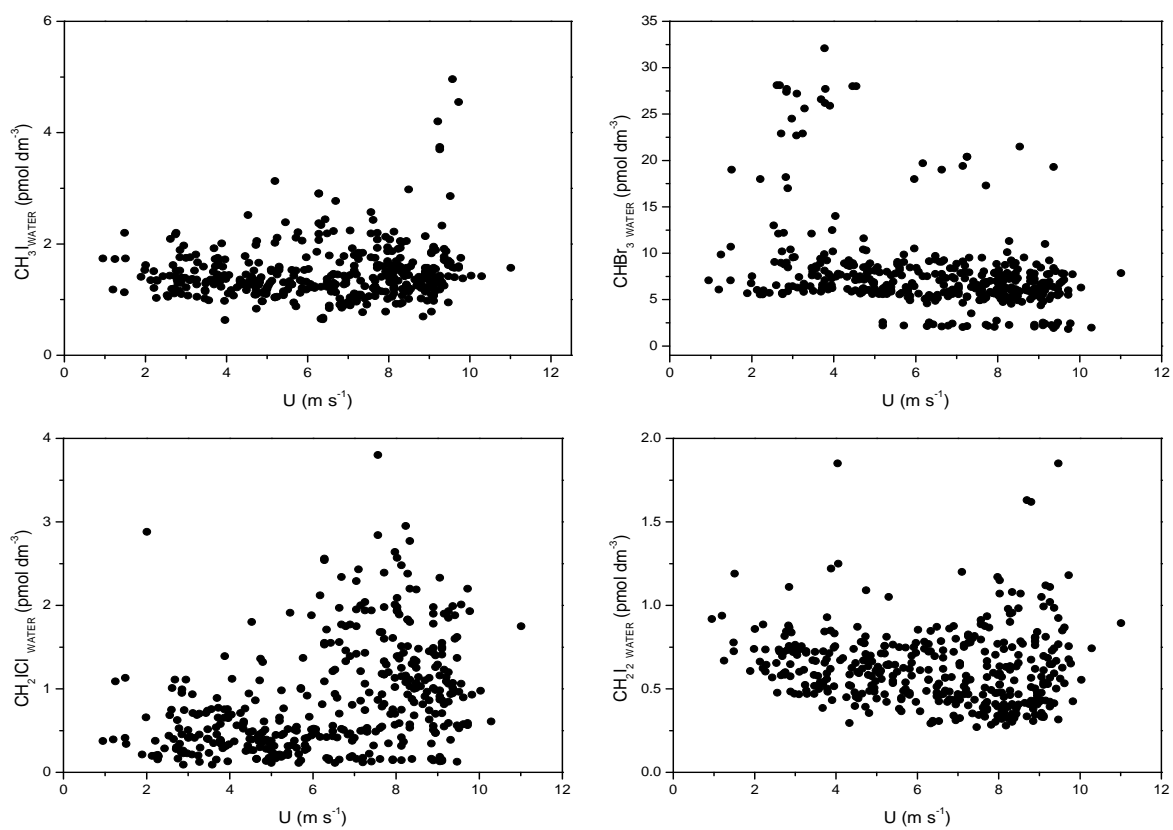 6
4
2
0
0 2 4 6 8 10 12
CH₃I WATER (pmol dm⁻³)
U (m s⁻¹)
35
30
25
20
15
10
5
0
0 2 4 6 8 10 12
CHBr₃ WATER (pmol dm⁻³)
U (m s⁻¹)
4
3
2
1
0
0 2 4 6 8 10 12
CH₂ICl WATER (pmol dm⁻³)
U (m s⁻¹)
2.0
1.5
1.0
0.5
0.0
0 2 4 6 8 10 12
CH₂I₂ WATER (pmol dm⁻³)
U (m s⁻¹)